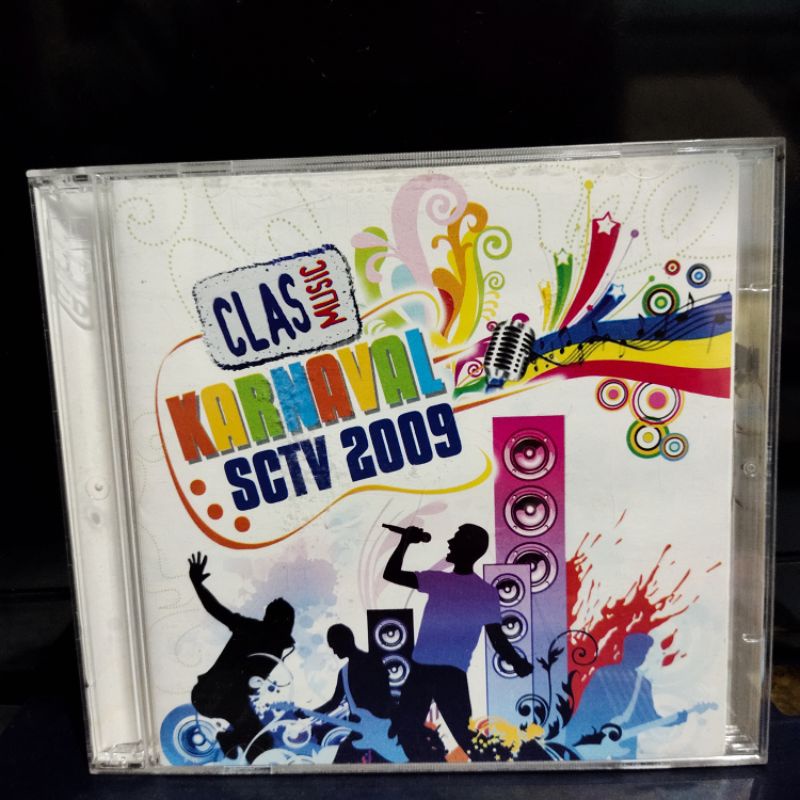 CLAS
MUSIC
KARNAVAL
SCTV 2009